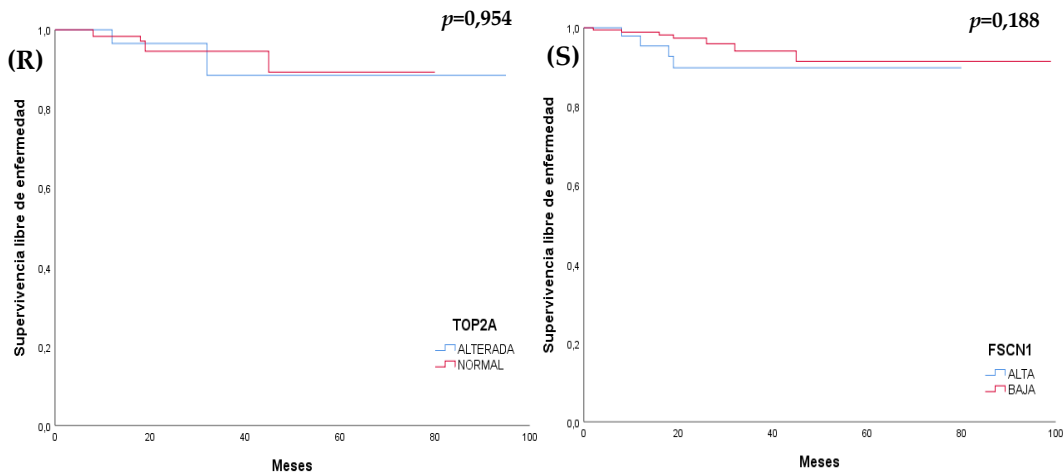 p=0,954
(R)
Supervivencia libre de enfermedad
1,0
0,8
0,6
0,4
0,2
0,0
0 20 40 60 80 100
Meses
TOP2A
ALTERADA
NORMAL
p=0,188
(S)
Supervivencia libre de enfermedad
1,0
0,8
0,6
0,4
0,2
0,0
0 20 40 60 80 100
Meses
FSCN1
ALTA
BAJA